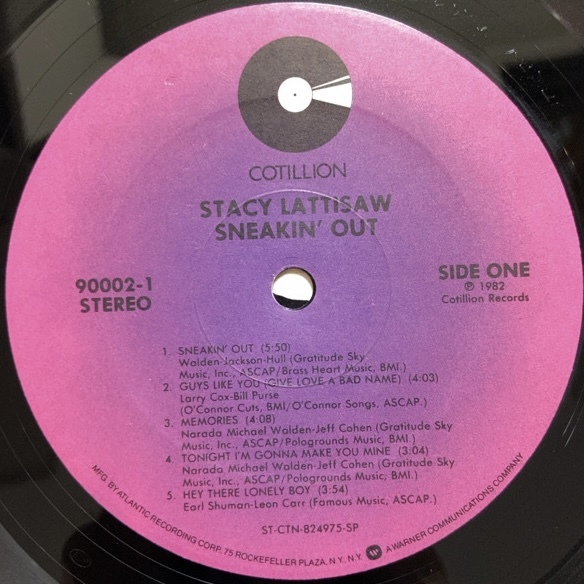 COTILLION
STACY LATTISAW
SNEAKIN' OUT
90002-1
STEREO
SIDE ONE
℗ 1982
Cotillion Records
1. SNEAKIN' OUT (5:50)
Walden-Jackson-Hull (Gratitude Sky
Music, Inc., ASCAP/Brass Heart Music, BMI.)
2. GUYS LIKE YOU (GIVE LOVE A BAD NAME) (4:03)
Larry Cox-Bill Purse
(O'Connor Cuts, BMI/O'Connor Songs, ASCAP.)
3. MEMORIES (4:08)
Narada Michael Walden-Jeff Cohen (Gratitude Sky
Music, Inc., ASCAP/Pologrounds Music, BMI.)
4. TONIGHT I'M GONNA MAKE YOU MINE (3:04)
Narada Michael Walden-Jeff Cohen (Gratitude Sky
Music, Inc., ASCAP/Pologrounds Music, BMI.)
5. HEY THERE LONELY BOY (3:54)
Earl Shuman-Leon Carr (Famous Music, ASCAP.)
ST-CTN-824975-SP
MFG. BY ATLANTIC RECORDING CORP. 75 ROCKEFELLER PLAZA, N.Y. N.Y. A WARNER COMMUNICATIONS COMPANY